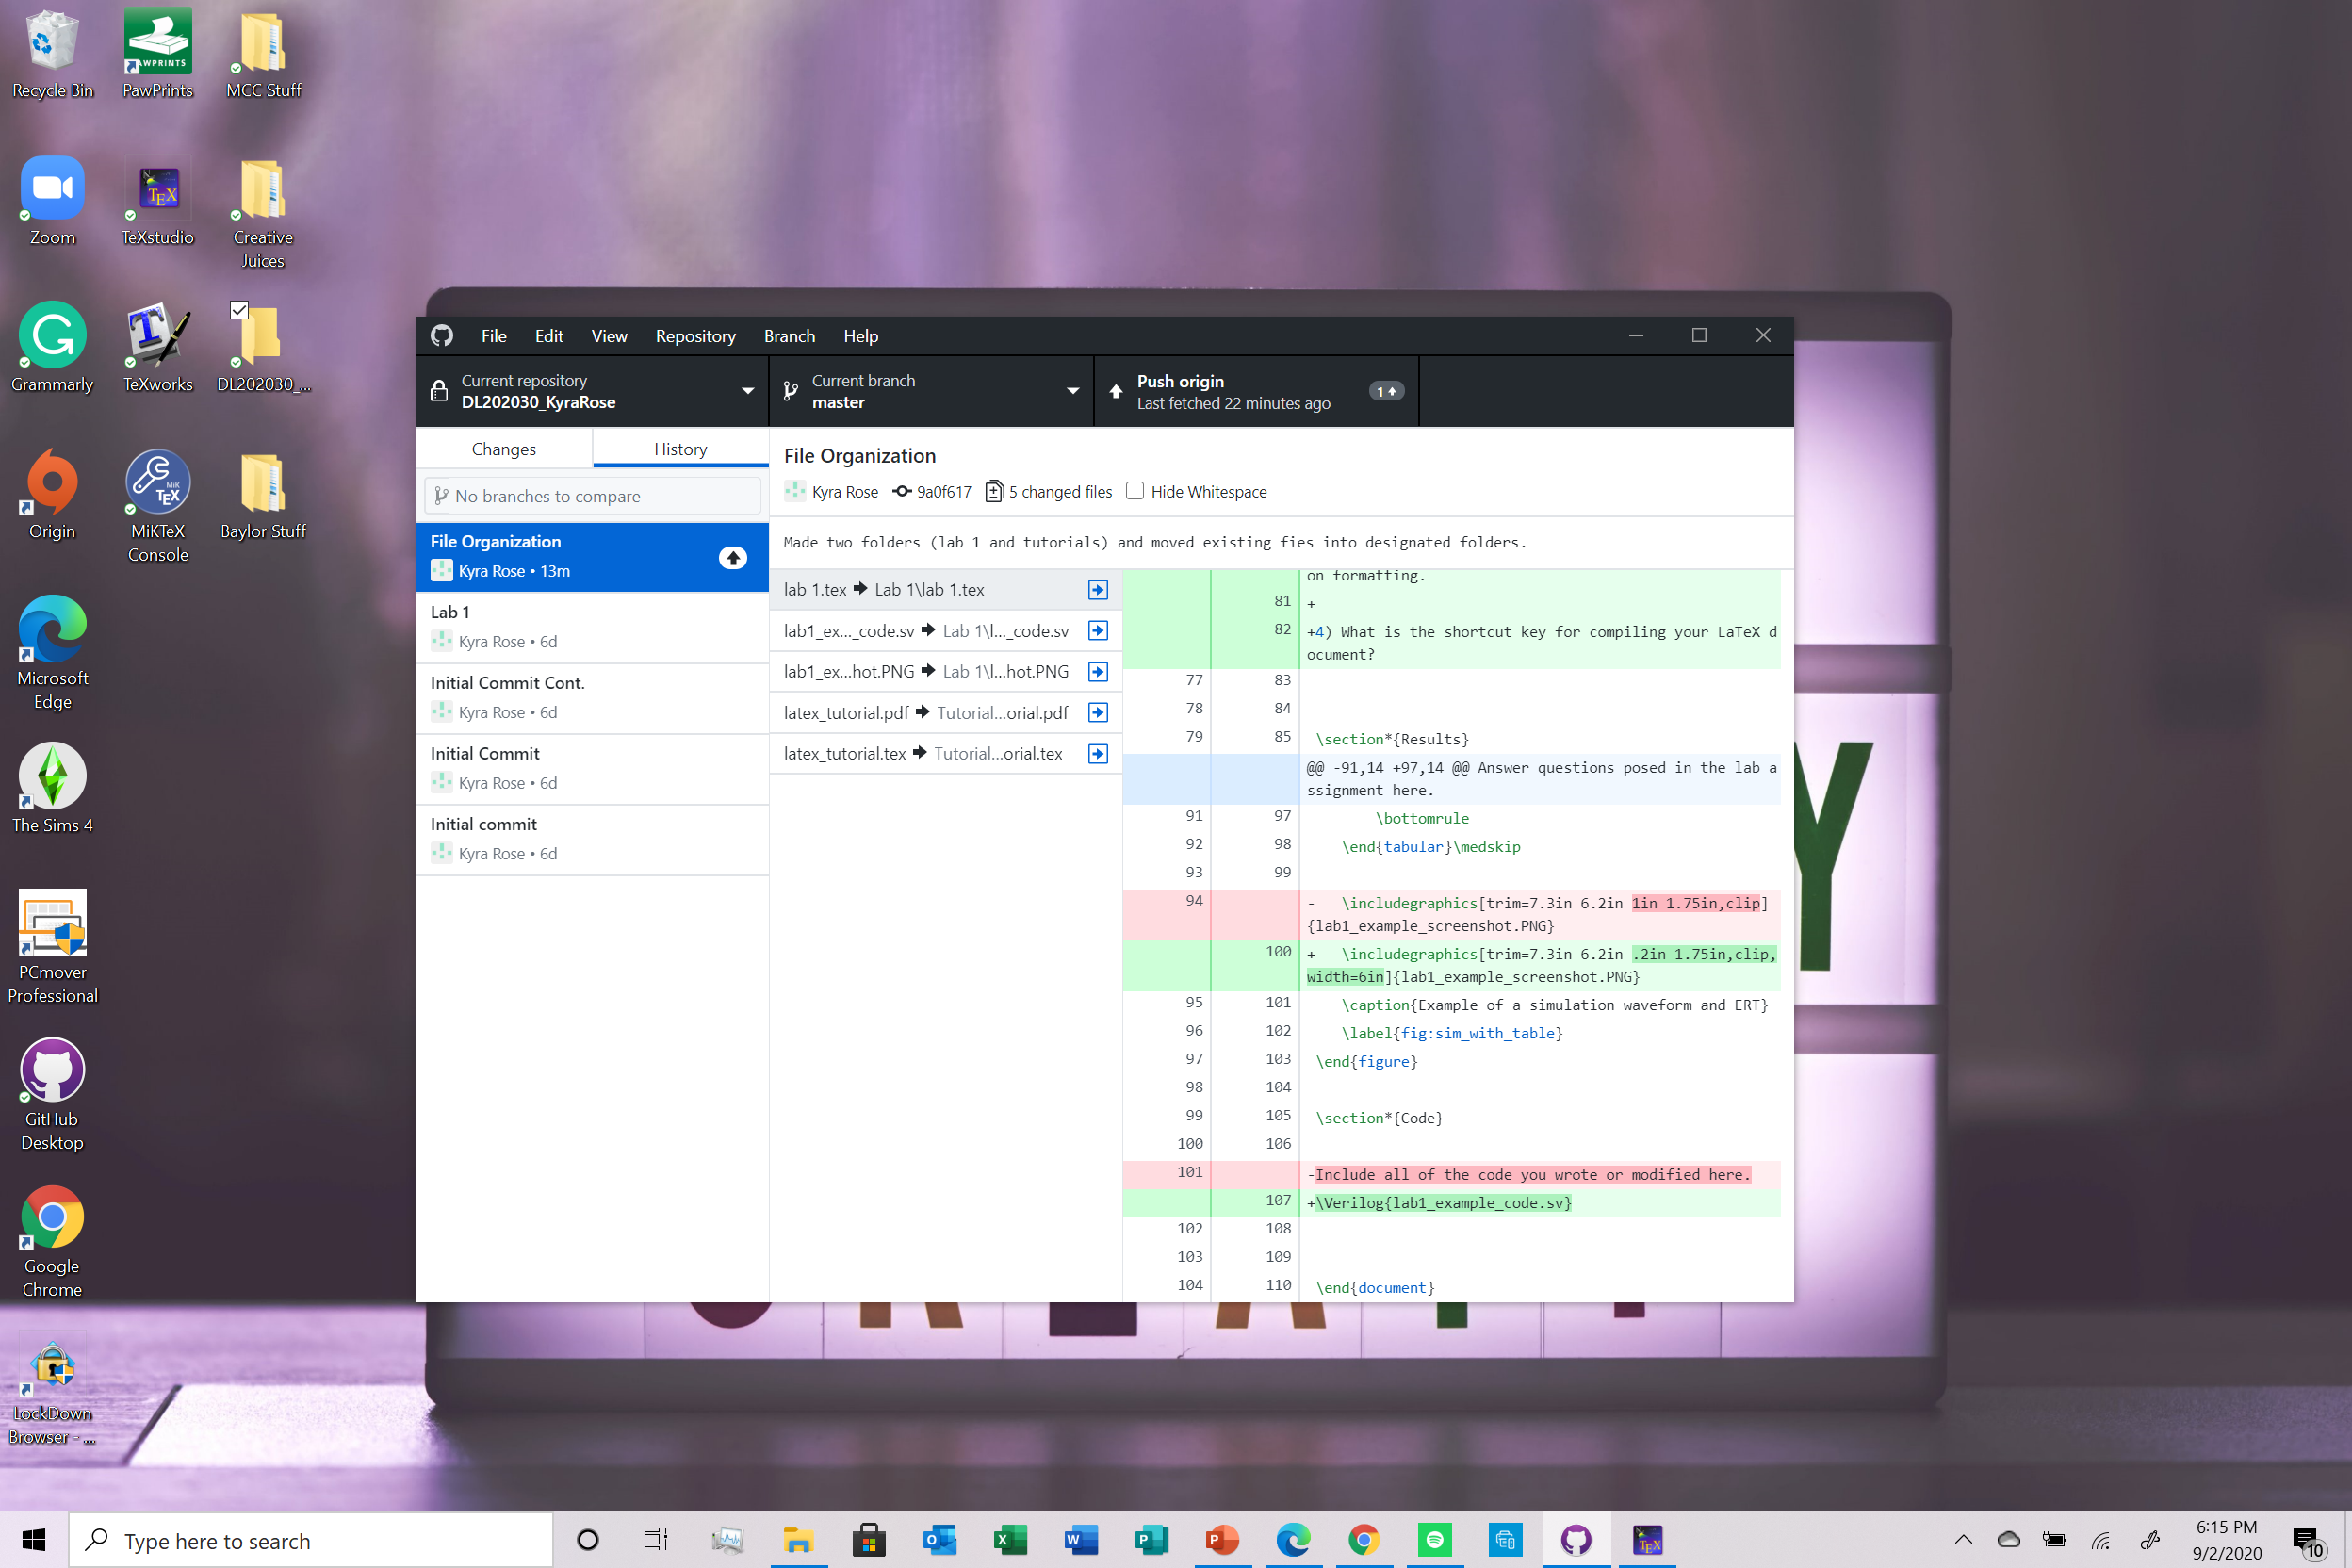 Recycle Bin
PawPrints
MCC Stuff
Zoom
TeXstudio
Creative
Juices
Grammarly
TeXworks
DL202030_...
Origin
MiKTeX
Console
Baylor Stuff
Microsoft
Edge
The Sims 4
PCmover
Professional
GitHub
Desktop
Google
Chrome
LockDown
Browser - ...
File Edit View Repository Branch Help
Current repository
DL202030_KyraRose
Current branch
master
Push origin
Last fetched 22 minutes ago
1
Changes
History
No branches to compare
File Organization
Kyra Rose • 13m
Lab 1
Kyra Rose • 6d
Initial Commit Cont.
Kyra Rose • 6d
Initial Commit
Kyra Rose • 6d
Initial commit
Kyra Rose • 6d
File Organization
Kyra Rose 9a0f617 5 changed files Hide Whitespace
Made two folders (lab 1 and tutorials) and moved existing fies into designated folders.
lab 1.tex → Lab 1\lab 1.tex
lab1_ex..._code.sv → Lab 1\l..._code.sv
lab1_ex...hot.PNG → Lab 1\l...hot.PNG
latex_tutorial.pdf → Tutorial...orial.pdf
latex_tutorial.tex → Tutorial...orial.tex
on formatting.
81 +
82 +4) What is the shortcut key for compiling your LaTeX d
ocument?
77 83
78 84
79 85 \section*{Results}
@@ -91,14 +97,14 @@ Answer questions posed in the lab a
ssignment here.
91 97 \bottomrule
92 98 \end{tabular}\medskip
93 99
94 - \includegraphics[trim=7.3in 6.2in 1in 1.75in,clip]
{lab1_example_screenshot.PNG}
100 + \includegraphics[trim=7.3in 6.2in .2in 1.75in,clip,
width=6in]{lab1_example_screenshot.PNG}
95 101 \caption{Example of a simulation waveform and ERT}
96 102 \label{fig:sim_with_table}
97 103 \end{figure}
98 104
99 105 \section*{Code}
100 106
101 -Include all of the code you wrote or modified here.
107 +\Verilog{lab1_example_code.sv}
102 108
103 109
104 110 \end{document}
Y
Type here to search
6:15 PM
9/2/2020
10